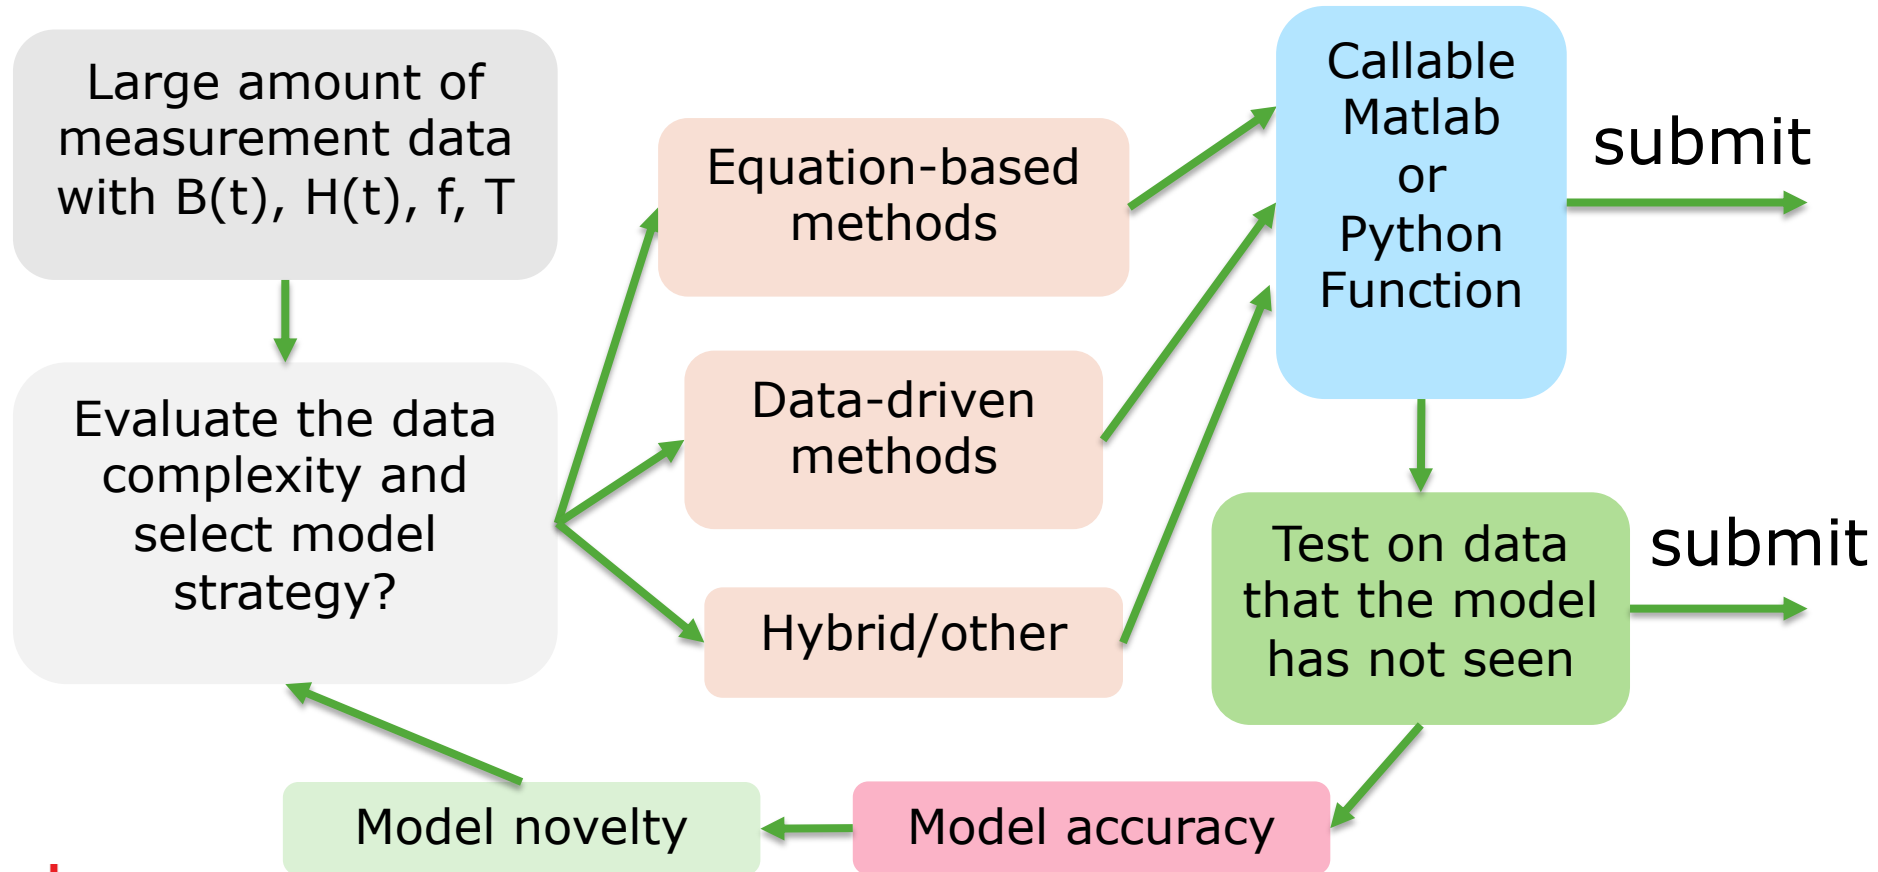 Large amount of
measurement data
with B(t), H(t), f, T
Evaluate the data
complexity and
select model
strategy?
Equation-based
methods
Data-driven
methods
Hybrid/other
Callable
Matlab
or
Python
Function
submit
Test on data
that the model
has not seen
submit
Model accuracy
Model novelty